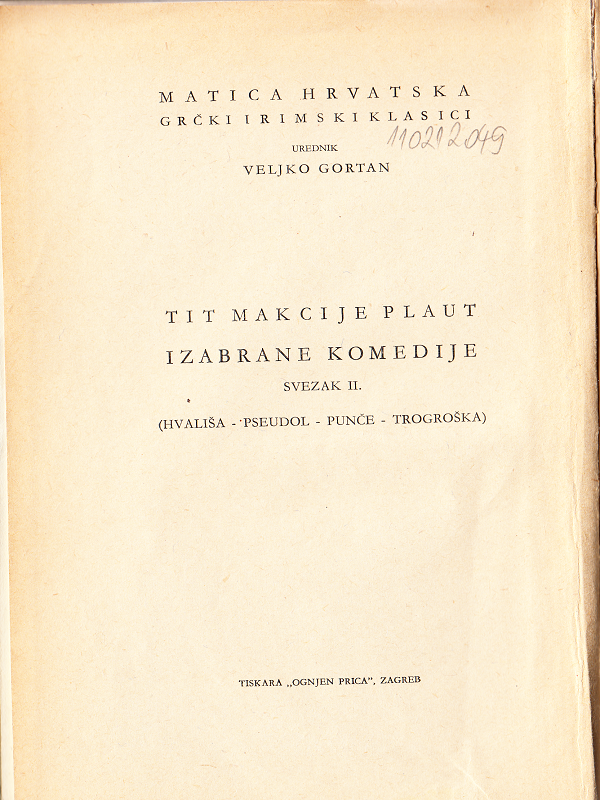 MATICA HRVATSKA
GRČKI I RIMSKI KLASICI
UREDNIK
110212049
VELJKO GORTAN
TIT MAKCIJE PLAUT
IZABRANE KOMEDIJE
SVEZAK II.
(HVALIŠA - PSEUDOL - PUNČE - TROGROŠKA)
TISKARA „OGNJEN PRICA”, ZAGREB